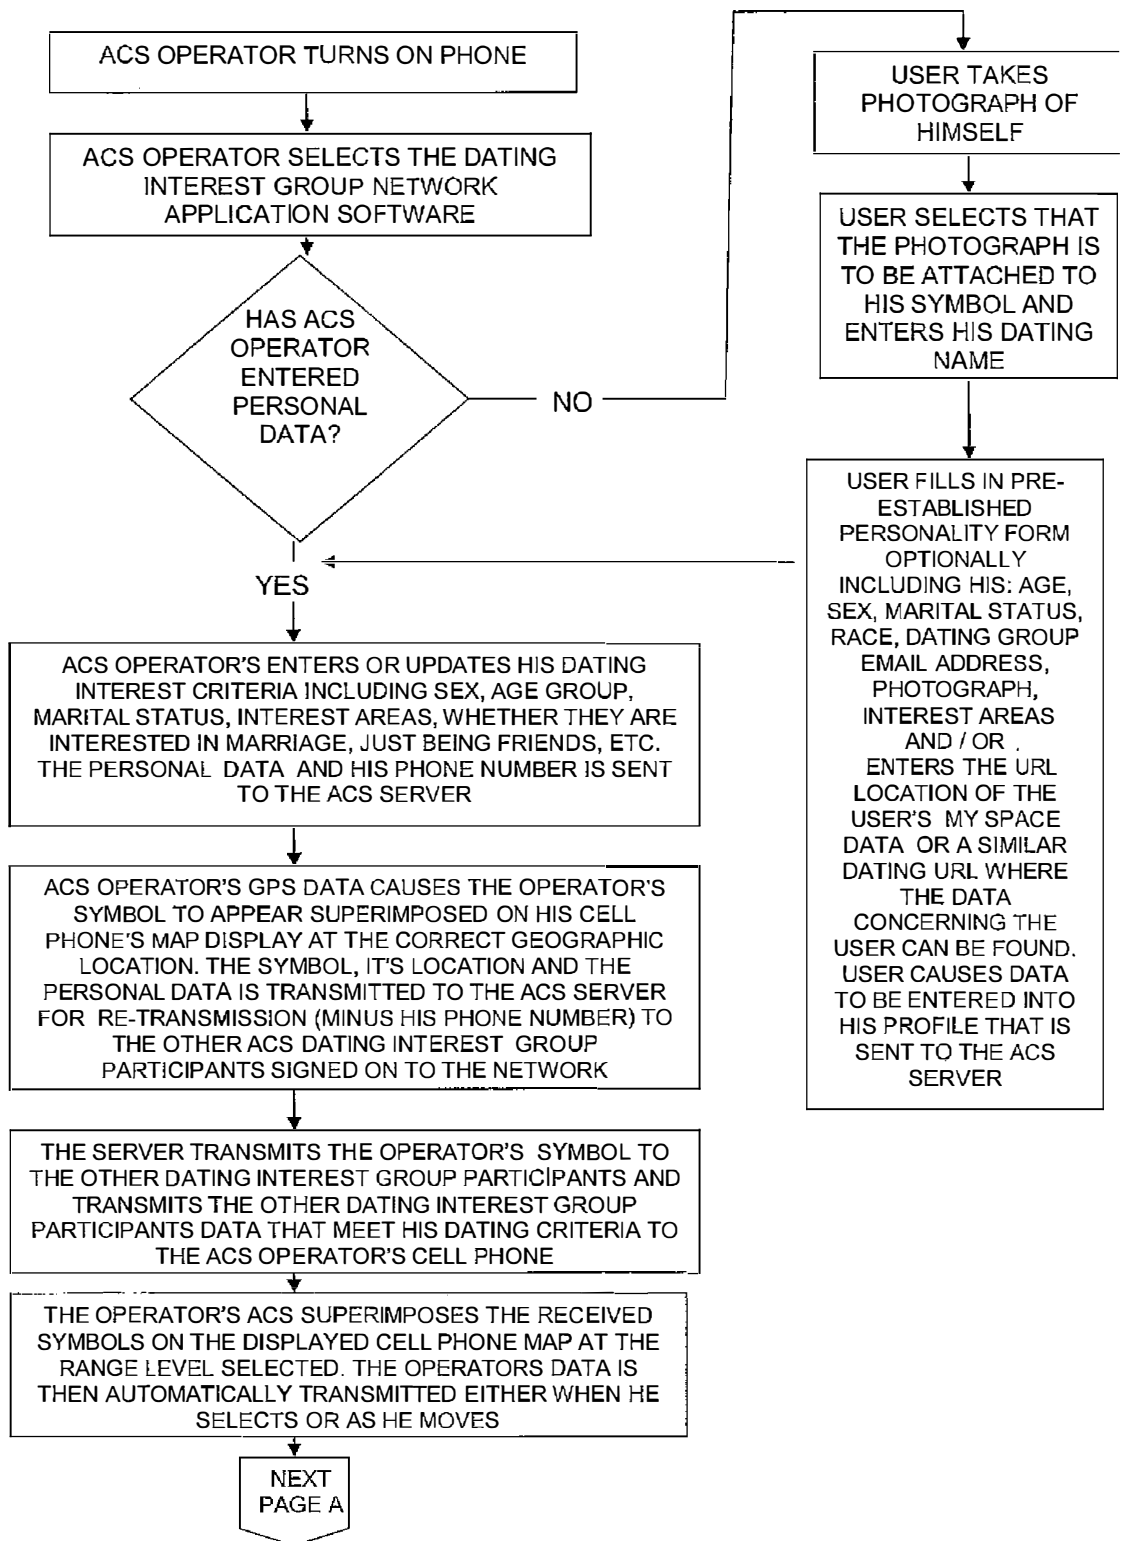 ACS OPERATOR TURNS ON PHONE
ACS OPERATOR SELECTS THE DATING
INTEREST GROUP NETWORK
APPLICATION SOFTWARE
HAS ACS
OPERATOR
ENTERED
PERSONAL
DATA?
NO
USER TAKES
PHOTOGRAPH OF
HIMSELF
USER SELECTS THAT
THE PHOTOGRAPH IS
TO BE ATTACHED TO
HIS SYMBOL AND
ENTERS HIS DATING
NAME
USER FILLS IN PRE-
ESTABLISHED
PERSONALITY FORM
OPTIONALLY
INCLUDING HIS: AGE,
SEX, MARITAL STATUS,
RACE, DATING GROUP
EMAIL ADDRESS,
PHOTOGRAPH,
INTEREST AREAS
AND / OR .
ENTERS THE URL
LOCATION OF THE
USER'S MY SPACE
DATA OR A SIMILAR
DATING URL WHERE
THE DATA
CONCERNING THE
USER CAN BE FOUND.
USER CAUSES DATA
TO BE ENTERED INTO
HIS PROFILE THAT IS
SENT TO THE ACS
SERVER
YES
ACS OPERATOR'S ENTERS OR UPDATES HIS DATING
INTEREST CRITERIA INCLUDING SEX, AGE GROUP,
MARITAL STATUS, INTEREST AREAS, WHETHER THEY ARE
INTERESTED IN MARRIAGE, JUST BEING FRIENDS, ETC.
THE PERSONAL DATA AND HIS PHONE NUMBER IS SENT
TO THE ACS SERVER
ACS OPERATOR'S GPS DATA CAUSES THE OPERATOR'S
SYMBOL TO APPEAR SUPERIMPOSED ON HIS CELL
PHONE'S MAP DISPLAY AT THE CORRECT GEOGRAPHIC
LOCATION. THE SYMBOL, IT'S LOCATION AND THE
PERSONAL DATA IS TRANSMITTED TO THE ACS SERVER
FOR RE-TRANSMISSION (MINUS HIS PHONE NUMBER) TO
THE OTHER ACS DATING INTEREST GROUP
PARTICIPANTS SIGNED ON TO THE NETWORK
THE SERVER TRANSMITS THE OPERATOR'S SYMBOL TO
THE OTHER DATING INTEREST GROUP PARTICIPANTS AND
TRANSMITS THE OTHER DATING INTEREST GROUP
PARTICIPANTS DATA THAT MEET HIS DATING CRITERIA TO
THE ACS OPERATOR'S CELL PHONE
THE OPERATOR'S ACS SUPERIMPOSES THE RECEIVED
SYMBOLS ON THE DISPLAYED CELL PHONE MAP AT THE
RANGE LEVEL SELECTED. THE OPERATORS DATA IS
THEN AUTOMATICALLY TRANSMITTED EITHER WHEN HE
SELECTS OR AS HE MOVES
NEXT
PAGE A